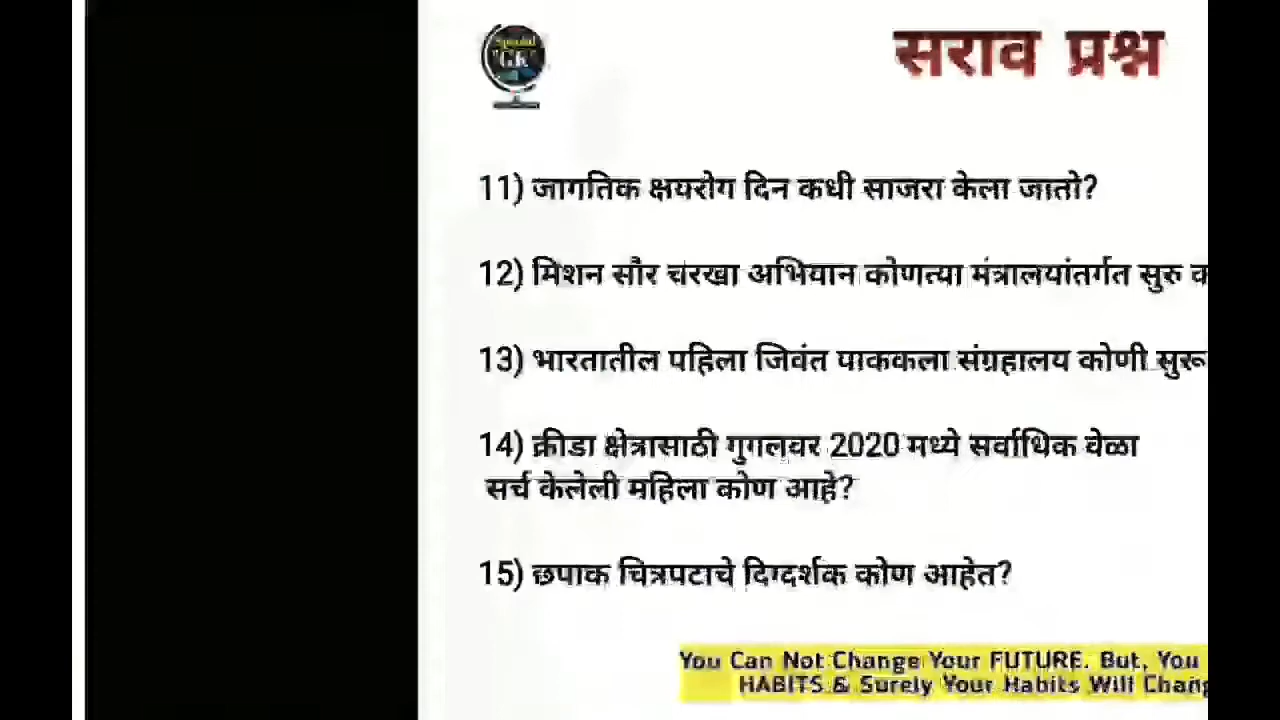 Special
"GK"
सराव प्रश्न
11) जागतिक क्षयरोग दिन कधी साजरा केला जातो?
12) मिशन सौर चरखा अभियान कोणत्या मंत्रालयांतर्गत सुरु
13) भारतातील पहिला जिवंत पाककला संग्रहालय कोणी सुरू
14) क्रीडा क्षेत्रासाठी गुगलवर 2020 मध्ये सर्वाधिक वेळा
सर्च केलेली महिला कोण आहे?
15) छपाक चित्रपटाचे दिग्दर्शक कोण आहेत?
You Can Not Change Your FUTURE. But, You
HABITS & Surely Your Habits Will